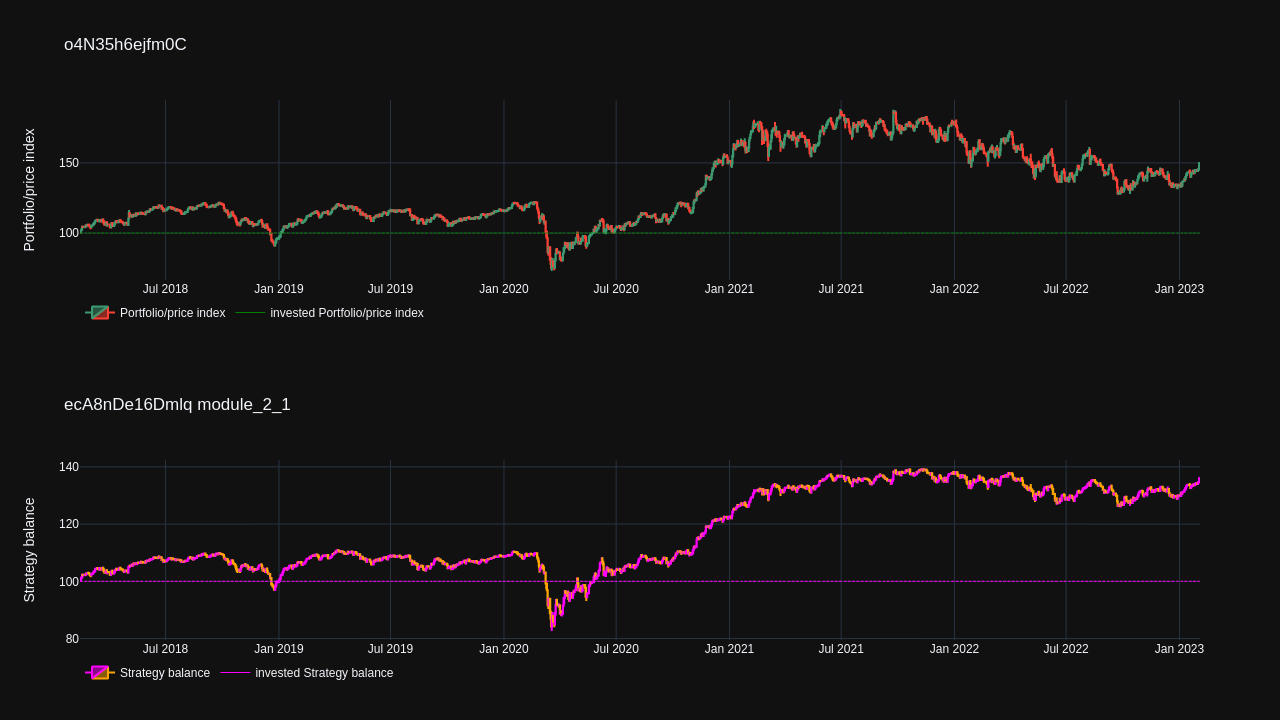 o4N35h6ejfm0C
Portfolio/price index
150
100
Jul 2018 Jan 2019 Jul 2019 Jan 2020 Jul 2020 Jan 2021 Jul 2021 Jan 2022 Jul 2022 Jan 2023
Portfolio/price index invested Portfolio/price index
ecA8nDe16Dmlq module_2_1
Strategy balance
140
120
100
80
Jul 2018 Jan 2019 Jul 2019 Jan 2020 Jul 2020 Jan 2021 Jul 2021 Jan 2022 Jul 2022 Jan 2023
Strategy balance invested Strategy balance